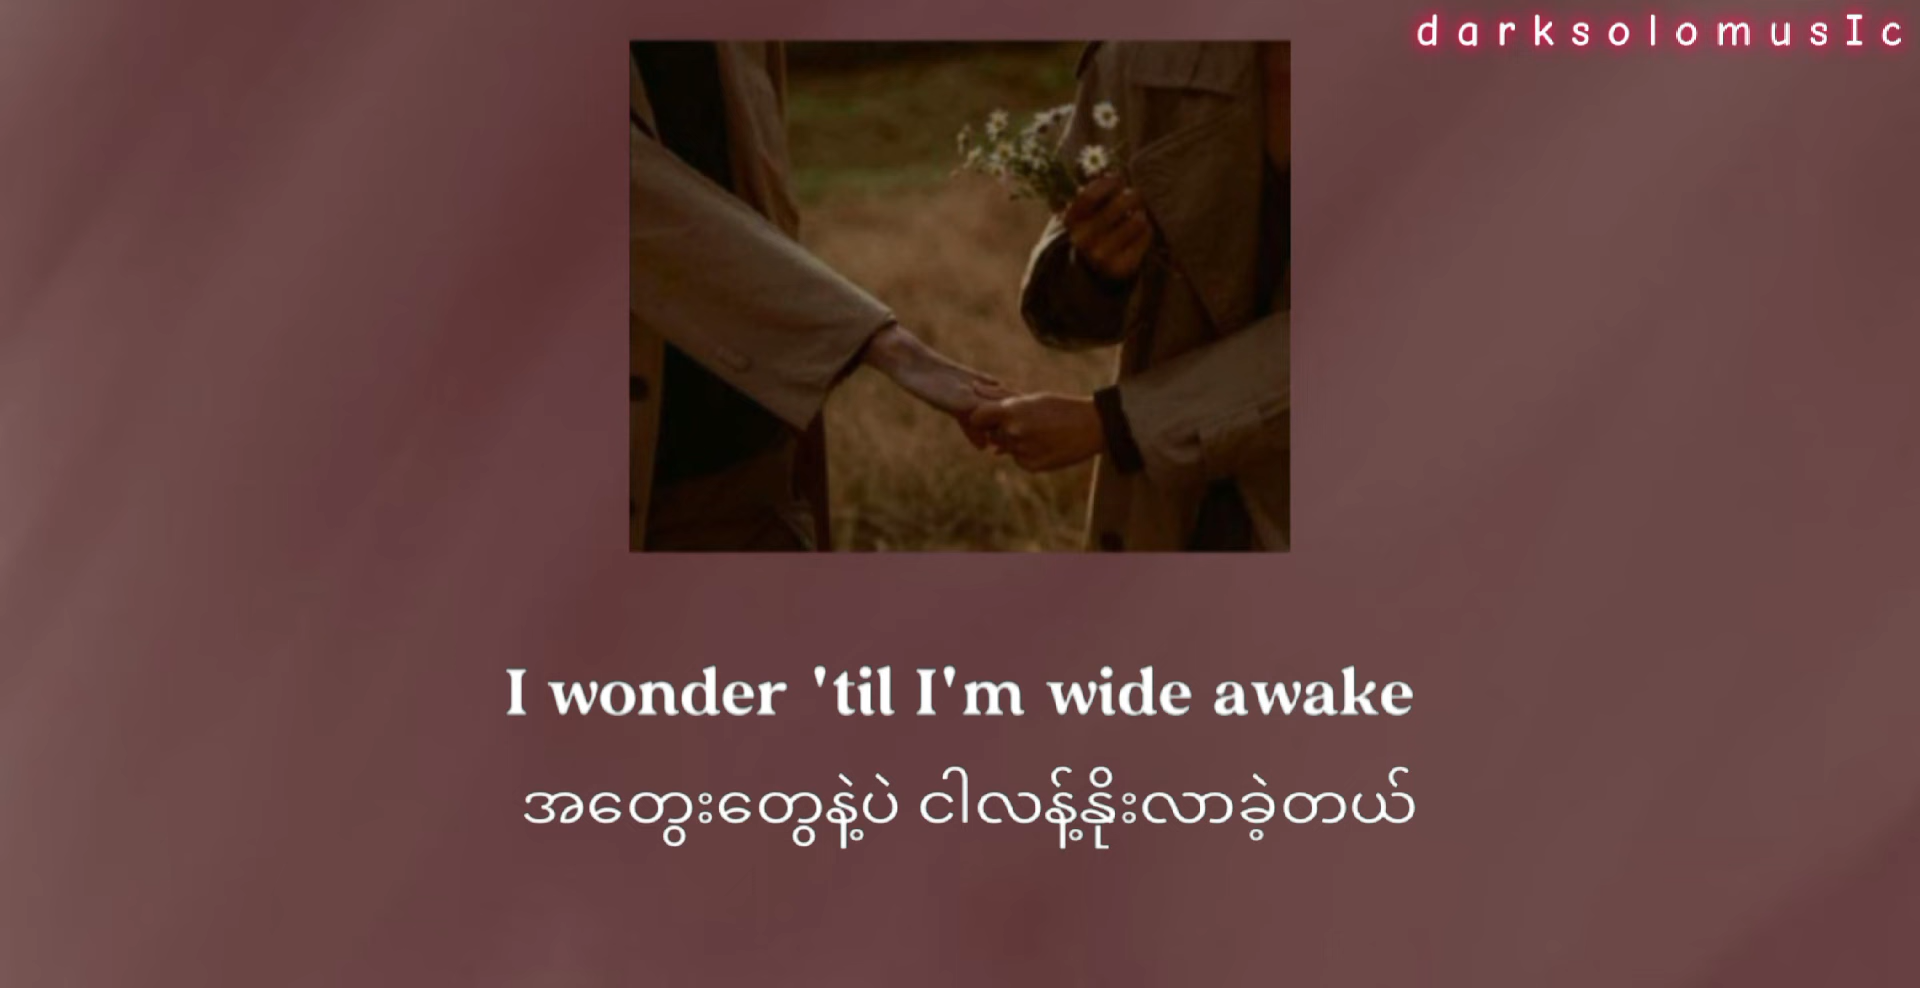 darksolomusIc
I wonder 'til I'm wide awake
အတွေးတွေနဲ့ပဲ ငါလန့်နိုးလာခဲ့တယ်